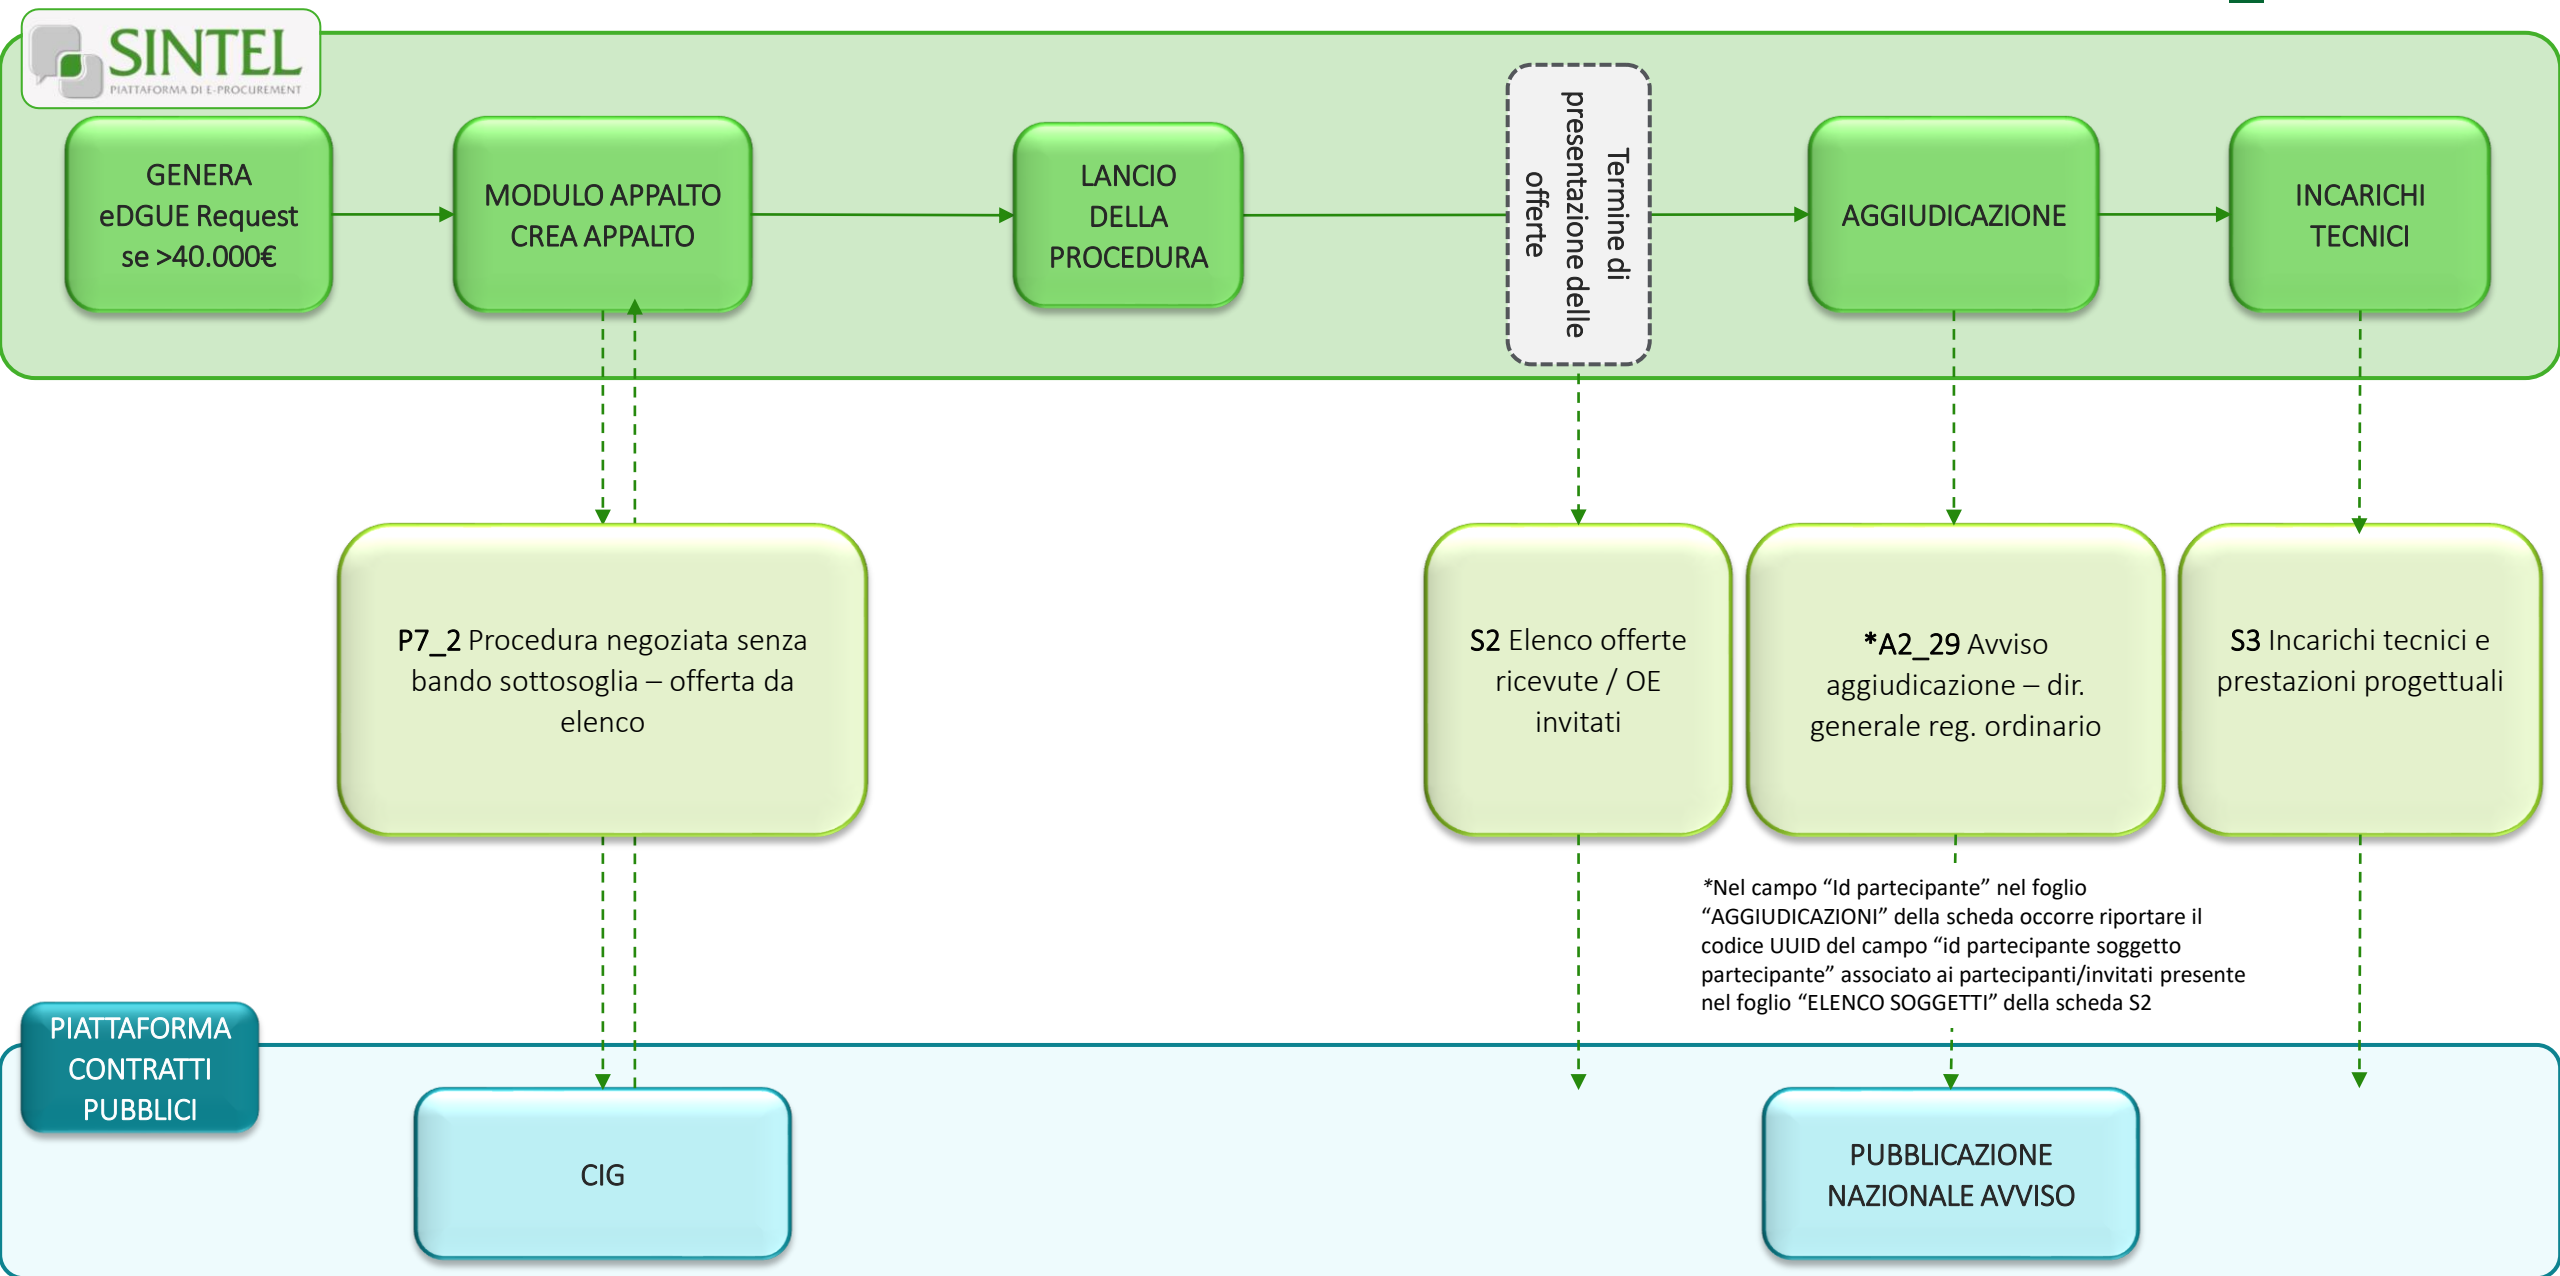 SINTEL
PIATTAFORMA DI E-PROCUREMENT
GENERA
eDGUE Request
se >40.000€
MODULO APPALTO
CREA APPALTO
LANCIO
DELLA
PROCEDURA
Termine di
presentazione delle
offerte
AGGIUDICAZIONE
INCARICHI
TECNICI
P7_2 Procedura negoziata senza
bando sottosoglia – offerta da
elenco
S2 Elenco offerte
ricevute / OE
invitati
*A2_29 Avviso
aggiudicazione – dir.
generale reg. ordinario
S3 Incarichi tecnici e
prestazioni progettuali
*Nel campo “Id partecipante” nel foglio
“AGGIUDICAZIONI” della scheda occorre riportare il
codice UUID del campo “id partecipante soggetto
partecipante” associato ai partecipanti/invitati presente
nel foglio “ELENCO SOGGETTI” della scheda S2
PIATTAFORMA
CONTRATTI
PUBBLICI
CIG
PUBBLICAZIONE
NAZIONALE AVVISO